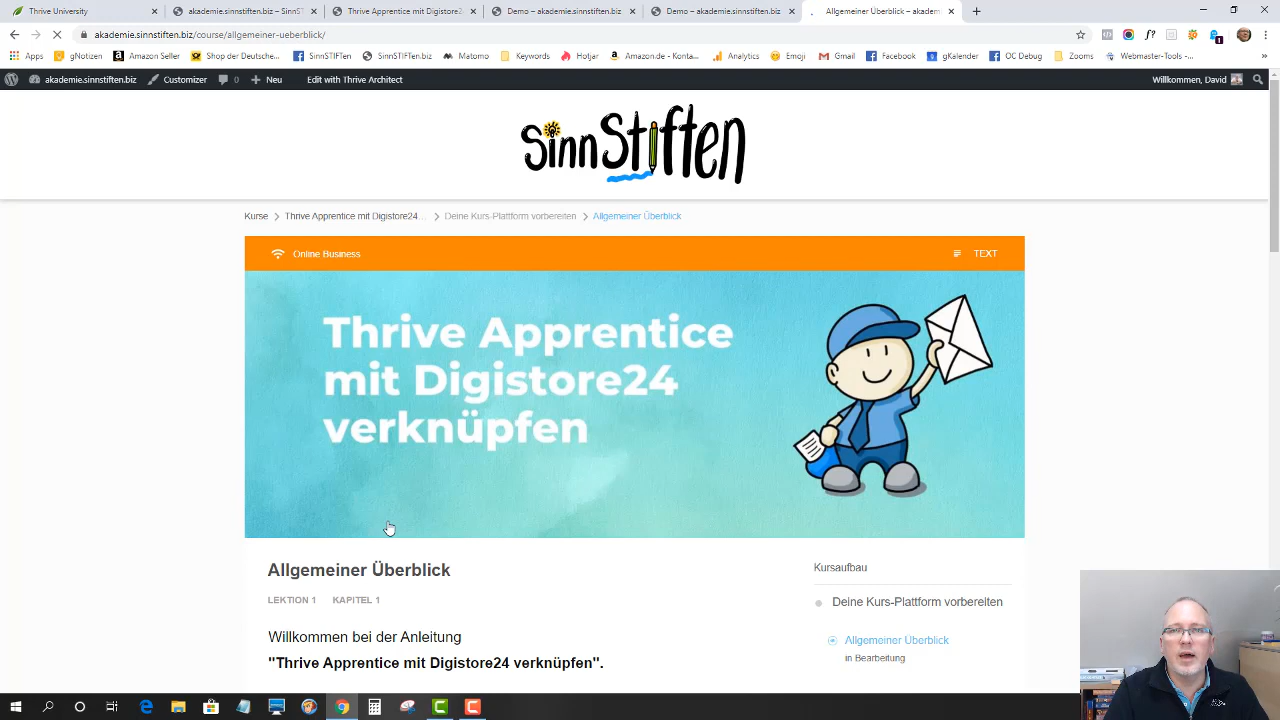 Thrive University
akademie.sinnstiften.biz – SinnS
Thrive Apprentice mit Digistore2
Demo – akademie.sinnstiften.biz
Demo – akademie.sinnstiften.biz
Allgemeiner Überblick – akademie
akademie.sinnstiften.biz/course/allgemeiner-ueberblick/
Apps
gNotizen
Amazon Seller
Shop der Deutsche...
SinnSTIFten
SinnStiften.biz
Matomo
Keywords
Hotjar
Amazon.de - Konta...
Analytics
Emoji
Gmail
Facebook
gKalender
OC Debug
Zonzoo
Webmaster-Tools -...
akademie.sinnstiften.biz
Customizer
0
Neu
Edit with Thrive Architect
Willkommen, David
SinnStiften
Kurse > Thrive Apprentice mit Digistore24... > Deine Kurs-Plattform vorbereiten > Allgemeiner Überblick
Online Business
TEXT
Thrive Apprentice
mit Digistore24
verknüpfen
Allgemeiner Überblick
LEKTION 1 KAPITEL 1
Willkommen bei der Anleitung
"Thrive Apprentice mit Digistore24 verknüpfen".
Kursaufbau
Deine Kurs-Plattform vorbereiten
Allgemeiner Überblick
in Bearbeitung